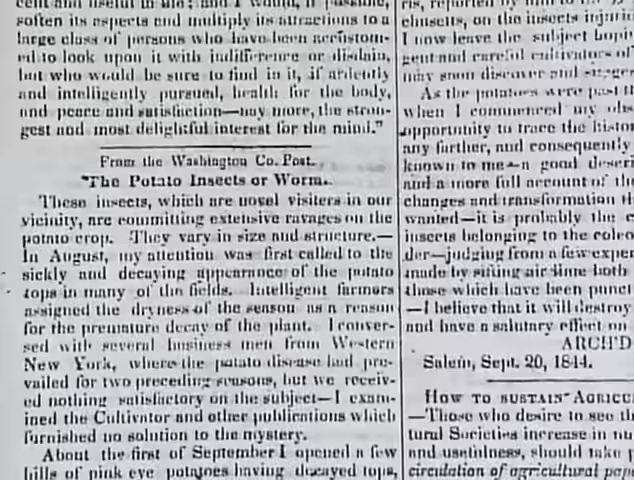 cent and useful in life; and I would, if possible,
soften its aspects and multiply its attractions to a
large class of persons who have been accustom-
ed to look upon it with indifference or disdain,
but who would be sure to find in it, if ardently
and intelligently pursued, health for the body,
and peace and satisfaction—nay more, the stron-
gest and most delightful interest for the mind."
From the Washington Co. Post.
The Potato Insects or Worm.
These insects, which are novel visiters in our
vicinity, are committing extensive ravages on the
potato crop. They vary in size and structure.—
In August, my attention was first called to the
sickly and decaying appearance of the potato
tops in many of the fields. Intelligent farmers
assigned the dryness of the season as a reason
for the premature decay of the plant. I conver-
sed with several business men from Western
New York, where the potato disease had pre-
vailed for two preceding seasons, but we receiv-
ed nothing satisfactory on the subject—I exam-
ined the Cultivator and other publications which
furnished no solution to the mystery.
About the first of September I opened a few
hills of pink eye potatoes having decayed tops,
chusetts, on the insects injuri
I now leave the subject hopi
gent and careful cultivators of
may soon discover and sugges
As the potatoes were past th
when I commenced my obs
opportunity to trace the histor
any further, and consequently
known to me—a good descri
and a more full account of the
changes and transformation th
wanted—it is probably the
insects belonging to the coleo
der—judging from a few exper
made by sifting air lime both
those which have been punct
—I believe that it will destroy
and have a salutary effect on
ARCH'D
Salem, Sept. 20, 1844.
HOW TO SUSTAIN AGRICU
—Those who desire to see th
tural Societies increase in nu
and usefulness, should take p
circulation of agricultural pape